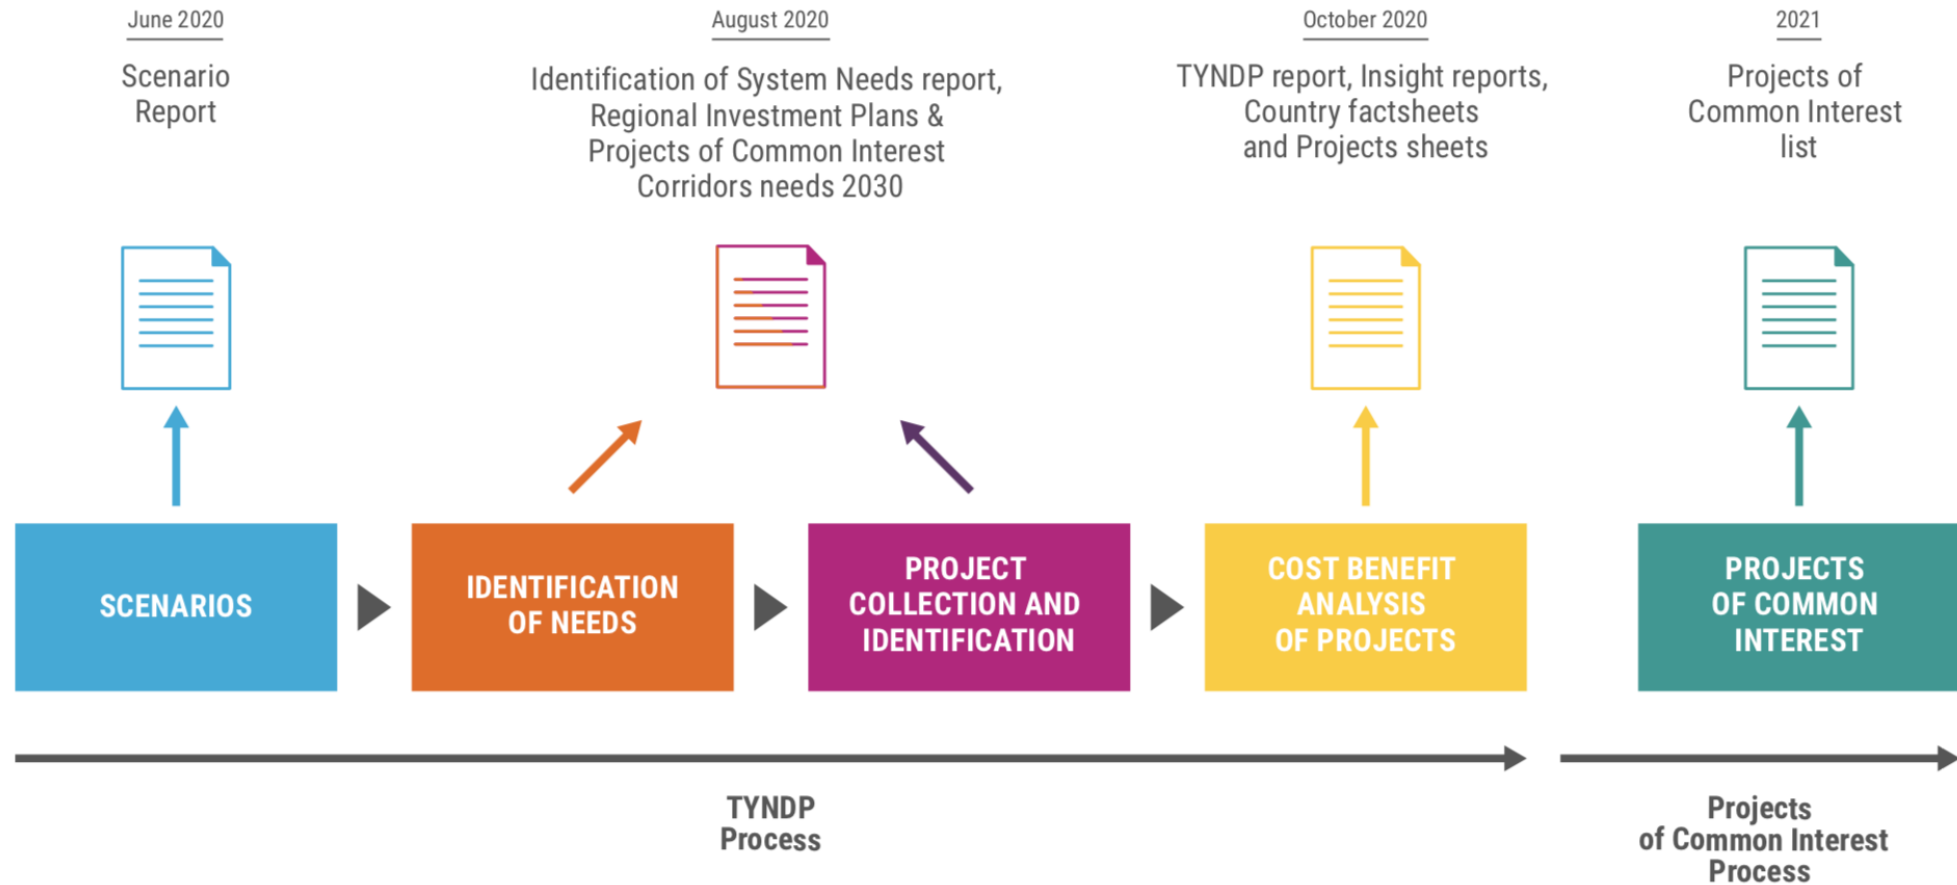 June 2020
Scenario
Report
August 2020
Identification of System Needs report,
Regional Investment Plans &
Projects of Common Interest
Corridors needs 2030
October 2020
TYNDP report, Insight reports,
Country factsheets
and Projects sheets
2021
Projects of
Common Interest
list
SCENARIOS
IDENTIFICATION
OF NEEDS
PROJECT
COLLECTION AND
IDENTIFICATION
COST BENEFIT
ANALYSIS
OF PROJECTS
PROJECTS
OF COMMON
INTEREST
TYNDP
Process
Projects
of Common Interest
Process